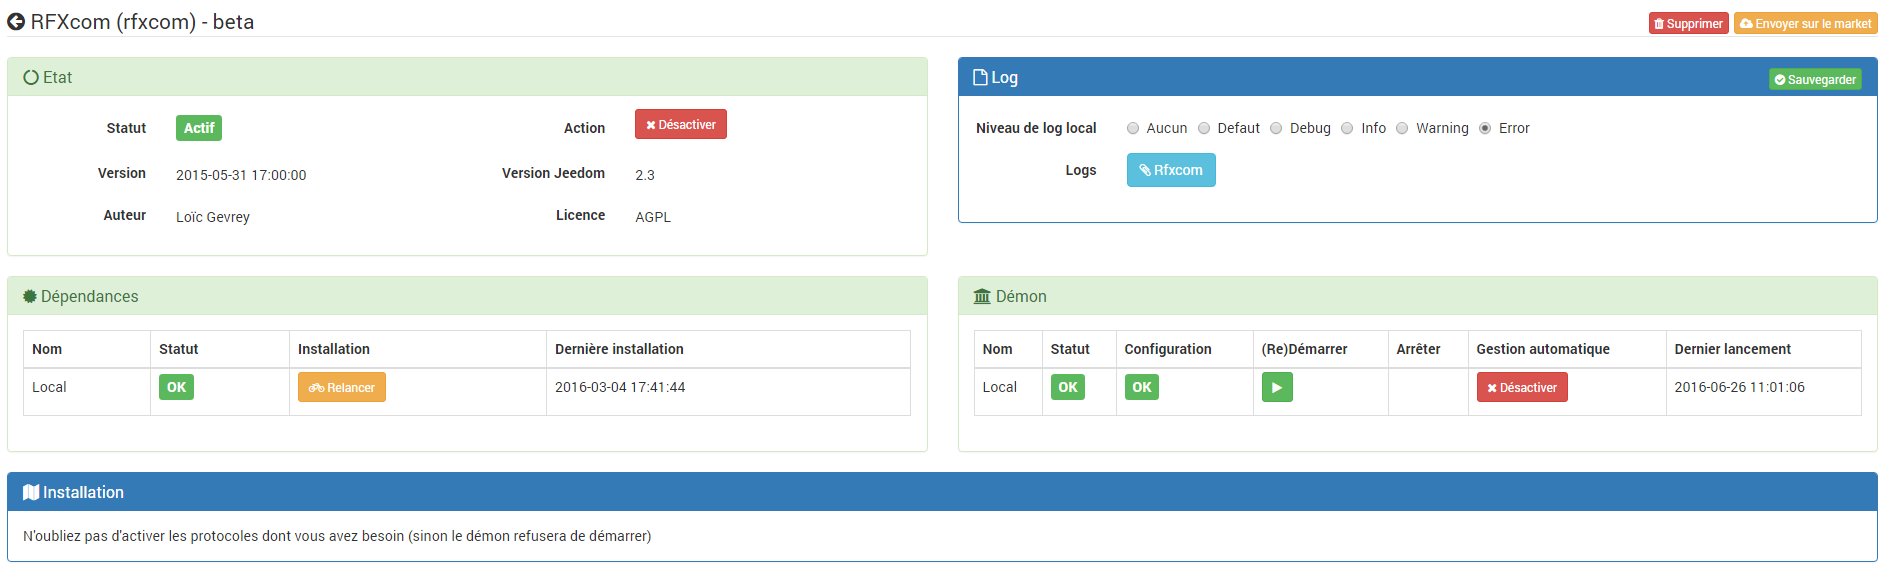 RFXcom (rfxcom) - beta
Supprimer
Envoyer sur le market
Etat
Statut Actif Action Désactiver
Version 2015-05-31 17:00:00 Version Jeedom 2.3
Auteur Loïc Gevrey Licence AGPL
Log
Sauvegarder
Niveau de log local Aucun Defaut Debug Info Warning Error
Logs Rfxcom
Dépendances
Nom Statut Installation Dernière installation
Local OK Relancer 2016-03-04 17:41:44
Démon
Nom Statut Configuration (Re)Démarrer Arrêter Gestion automatique Dernier lancement
Local OK OK Désactiver 2016-06-26 11:01:06
Installation
N'oubliez pas d'activer les protocoles dont vous avez besoin (sinon le démon refusera de démarrer)